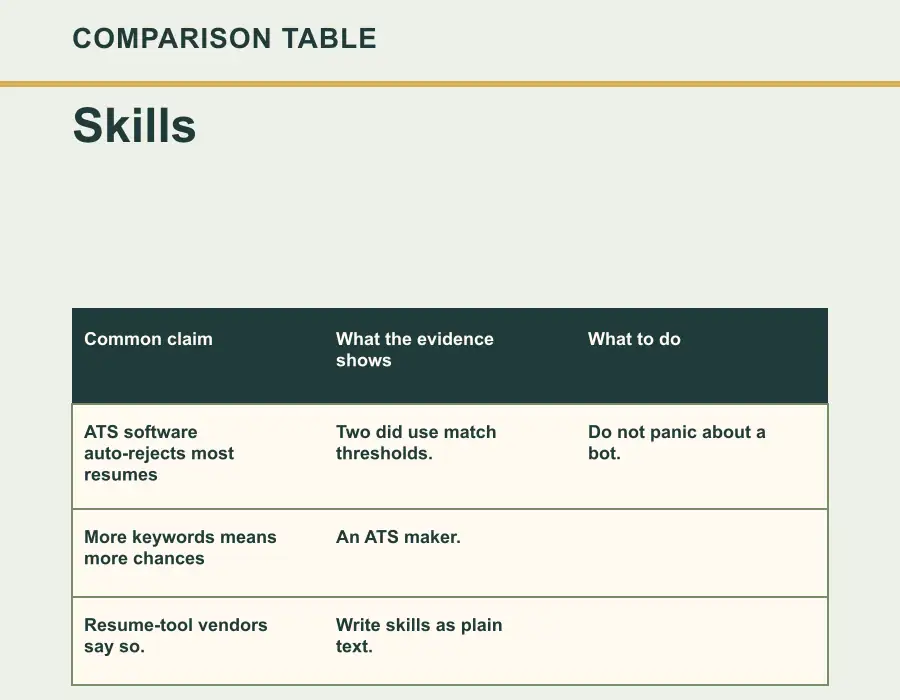 COMPARISON TABLE
Skills
Common claim
What the evidence
shows
What to do
ATS software
auto-rejects most
resumes
Two did use match
thresholds.
Do not panic about a
bot.
More keywords means
more chances
An ATS maker.
Resume-tool vendors
say so.
Write skills as plain
text.